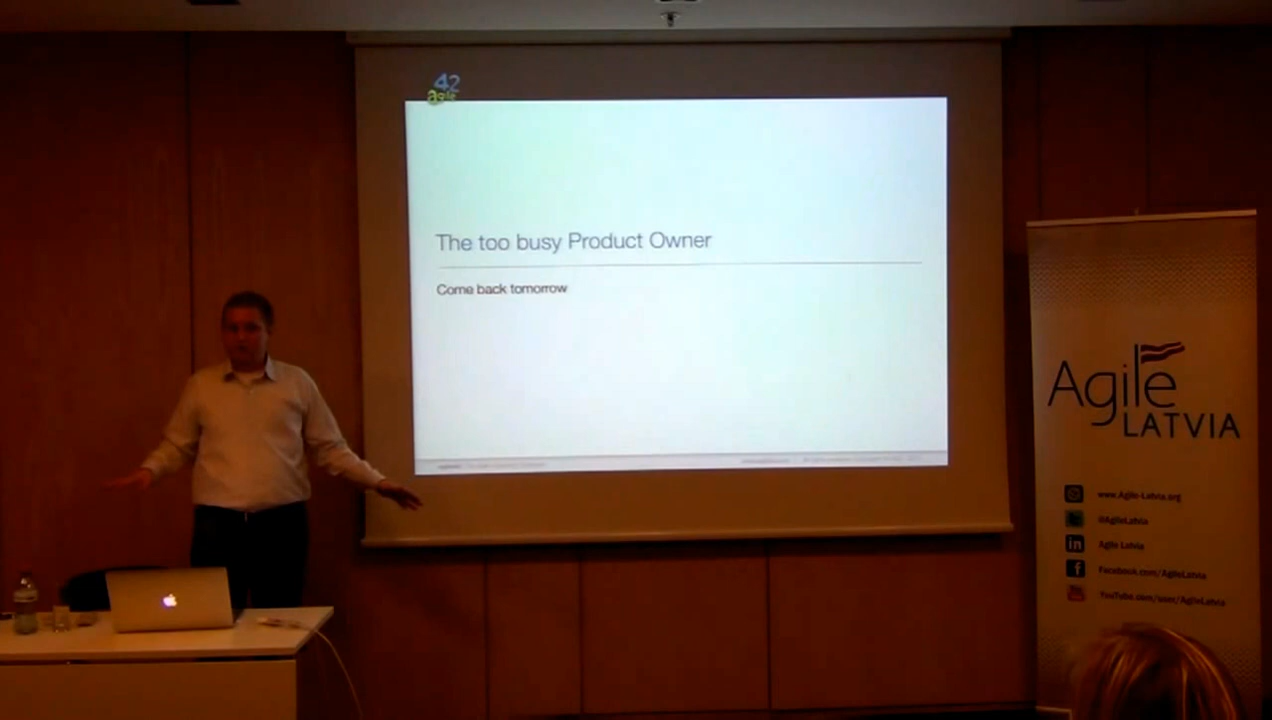 42
agile
The too busy Product Owner
Come back tomorrow
Agile
LATVIA
www.Agile-Latvia.org
@AgileLatvia
in Agile Latvia
f Facebook.com/AgileLatvia
YouTube.com/user/AgileLatvia